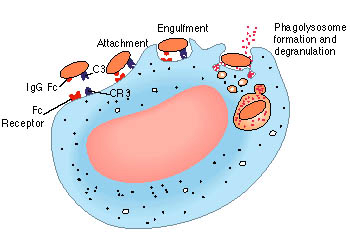 Engulfment
Phagolysosome
formation and
degranulation
Attachment
C3
IgG Fc
CR3
Fc
Receptor